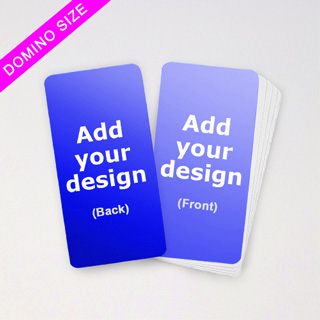 DOMINO SIZE
Add
your
design
(Back)
Add
your
design
(Front)